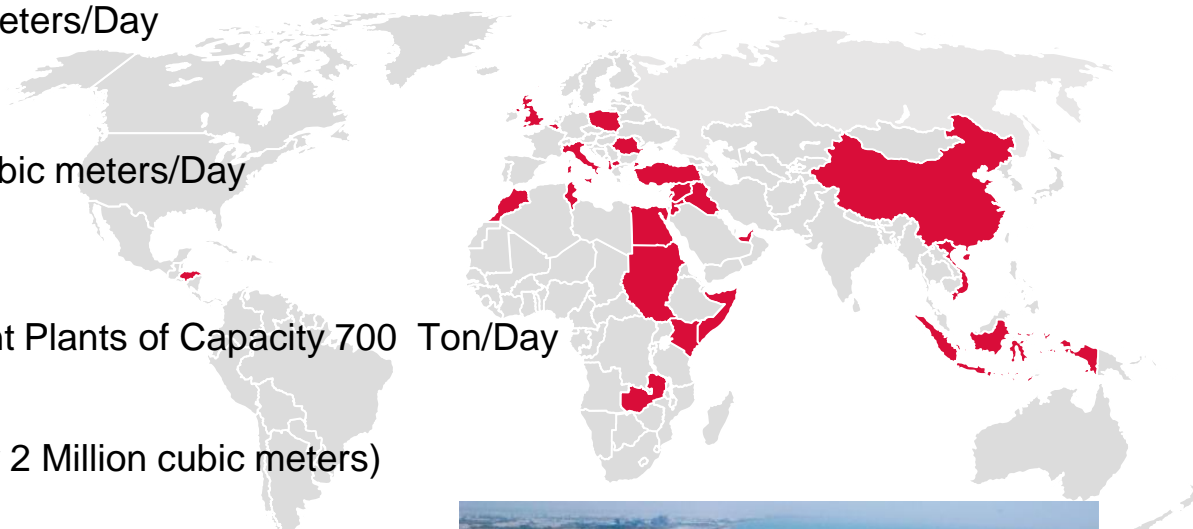 eters/Day
bic meters/Day
t Plants of Capacity 700 Ton/Day
2 Million cubic meters)